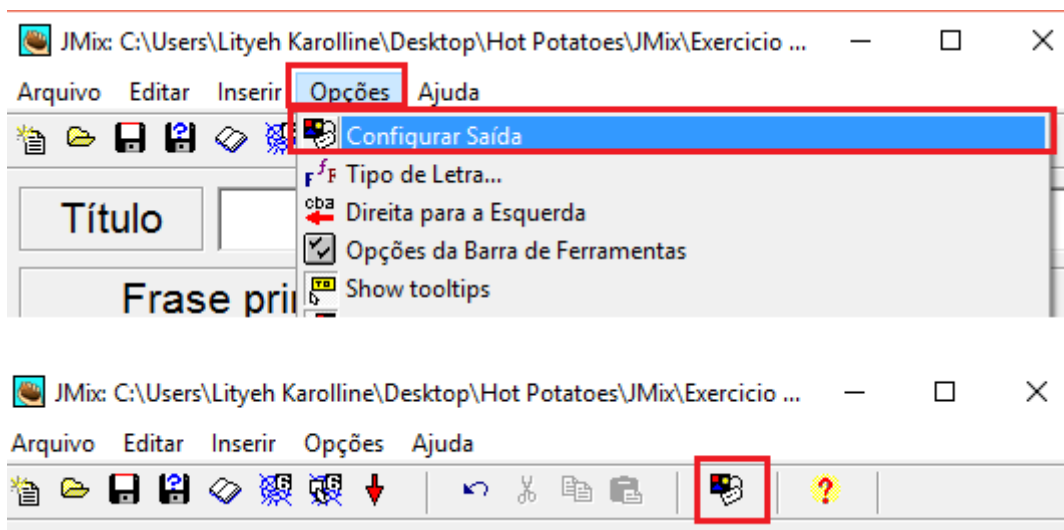 JMix: C:\Users\Lityeh Karolline\Desktop\Hot Potatoes\JMix\Exercicio ...
Arquivo Editar Inserir Opções Ajuda
Configurar Saída
Tipo de Letra...
Título
Direita para a Esquerda
Opções da Barra de Ferramentas
Frase pri
Show tooltips
JMix: C:\Users\Lityeh Karolline\Desktop\Hot Potatoes\JMix\Exercicio ...
Arquivo Editar Inserir Opções Ajuda